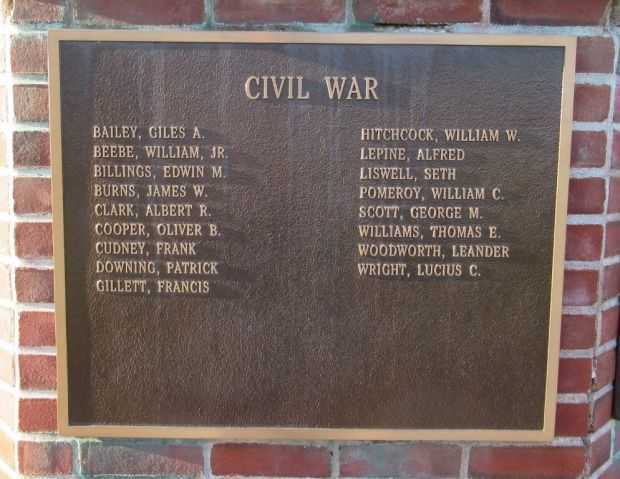 CIVIL WAR
BAILEY, GILES A.
BEEBE, WILLIAM, JR.
BILLINGS, EDWIN M.
BURNS, JAMES W.
CLARK, ALBERT R.
COOPER, OLIVER B.
CUDNEY, FRANK
DOWNING, PATRICK
GILLETT, FRANCIS
HITCHCOCK, WILLIAM W.
LEPINE, ALFRED
LISWELL, SETH
POMEROY, WILLIAM C.
SCOTT, GEORGE M.
WILLIAMS, THOMAS E.
WOODWORTH, LEANDER
WRIGHT, LUCIUS C.